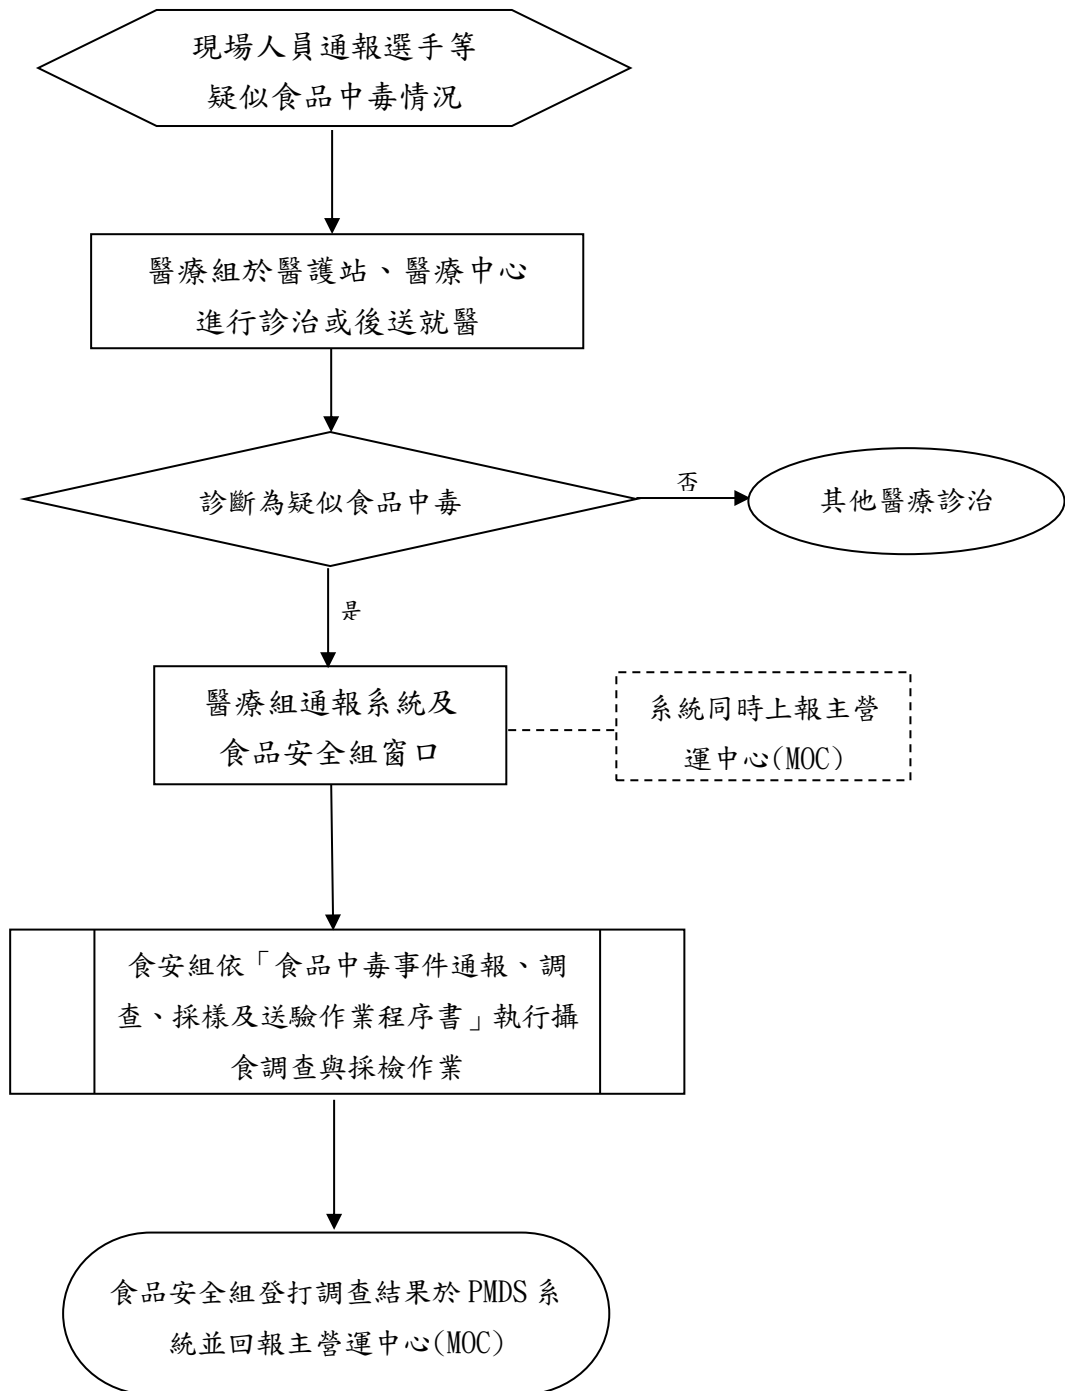 現場人員通報選手等
疑似食品中毒情況
醫療組於醫護站、醫療中心
進行診治或後送就醫
診斷為疑似食品中毒
否
其他醫療診治
是
醫療組通報系統及
食品安全組窗口
系統同時上報主營
運中心(MOC)
食安組依「食品中毒事件通報、調
查、採樣及送驗作業程序書」執行攝
食調查與採檢作業
食品安全組登打調查結果於 PMDS 系
統並回報主營運中心(MOC)